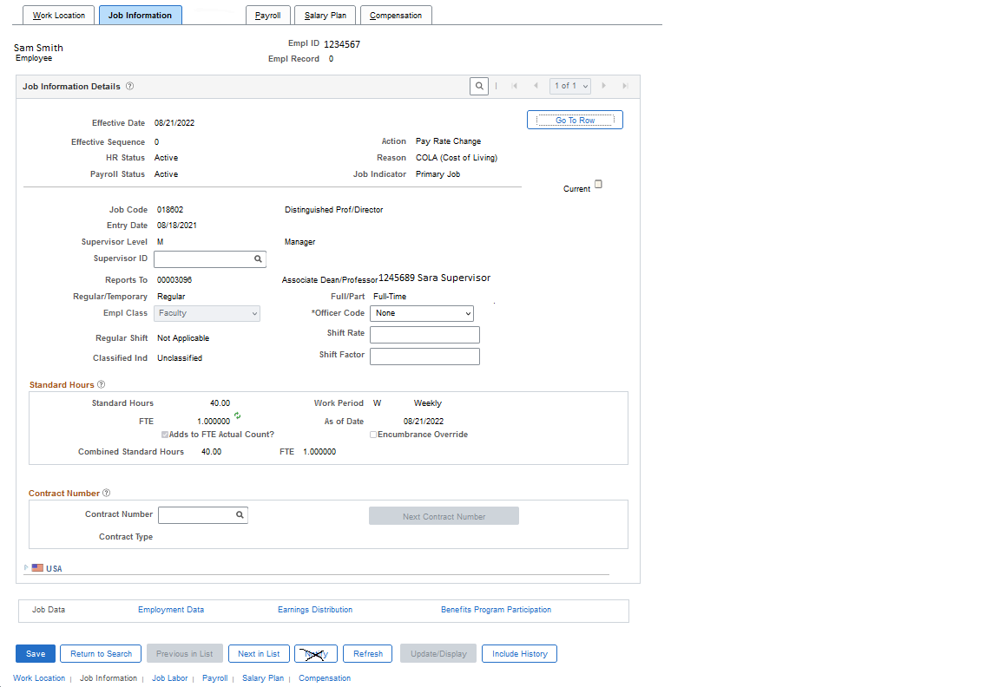 Work Location Job Information Payroll Salary Plan Compensation
Sam Smith Empl ID 1234567
Employee
Empl Record 0
Job Information Details 1 of 1
Effective Date 08/21/2022 Go To Row
Effective Sequence 0 Action Pay Rate Change
HR Status Active Reason COLA (Cost of Living)
Payroll Status Active Job Indicator Primary Job
Current
Job Code 018602 Distinguished Prof/Director
Entry Date 08/18/2021
Supervisor Level M Manager
Supervisor ID
Reports To 00003096 Associate Dean/Professor 1245689 Sara Supervisor
Regular/Temporary Regular Full/Part Full-Time
Empl Class Faculty *Officer Code None
Regular Shift Not Applicable Shift Rate
Classified Ind Unclassified Shift Factor
Standard Hours
Standard Hours 40.00 Work Period W Weekly
FTE 1.000000 As of Date 08/21/2022
Adds to FTE Actual Count? Encumbrance Override
Combined Standard Hours 40.00 FTE 1.000000
Contract Number
Contract Number Next Contract Number
Contract Type
USA
Job Data Employment Data Earnings Distribution Benefits Program Participation
Save Return to Search Previous in List Next in List Notify Refresh Update/Display Include History
Work Location | Job Information | Job Labor | Payroll | Salary Plan | Compensation